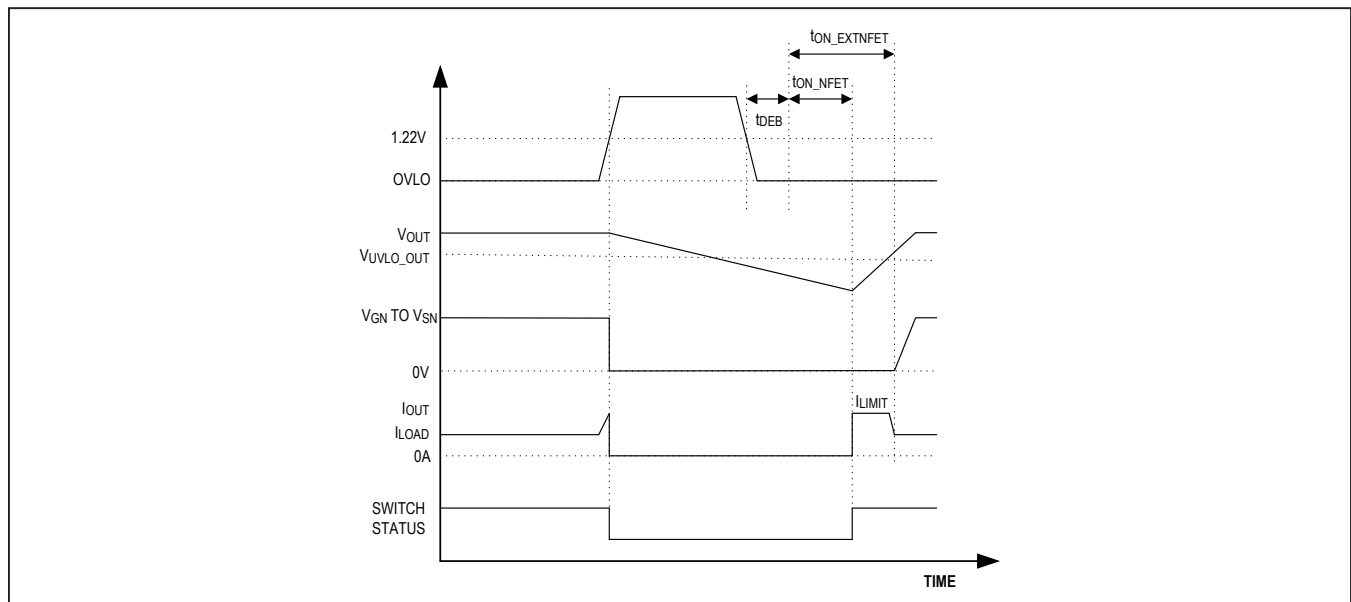 tON_EXTNFET
tON_NFET
tDEB
1.22V
OVLO
VOUT
VUVLO_OUT
VGN TO VSN
0V
IOUT
ILIMIT
ILOAD
0A
SWITCH
STATUS
TIME